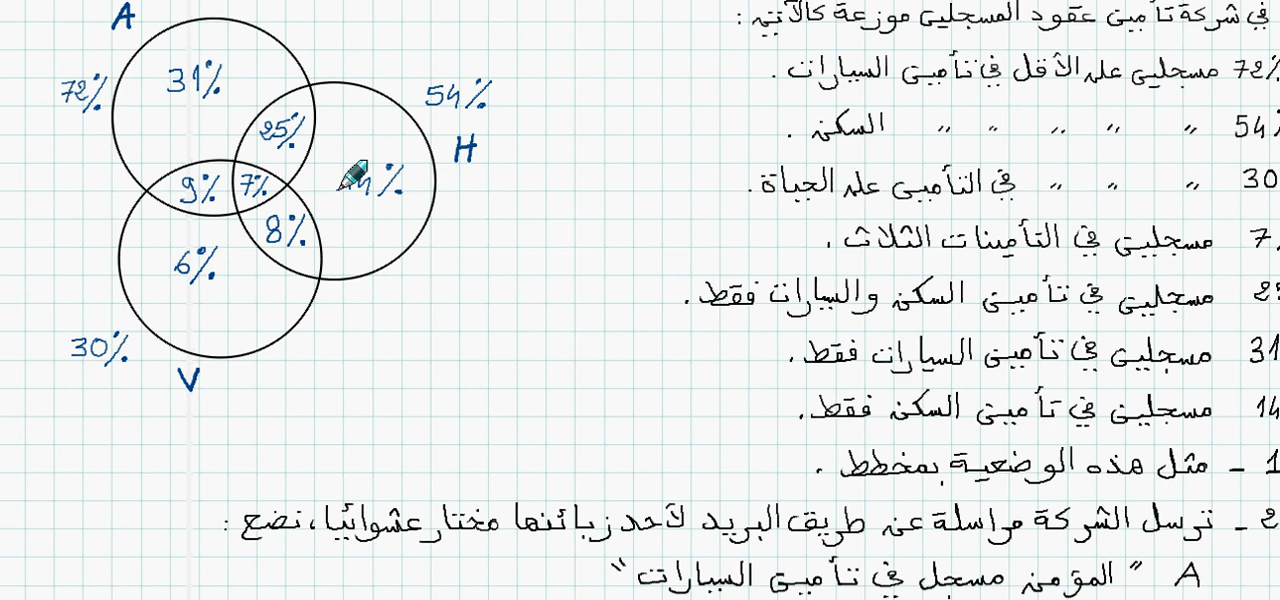 في شركة تأمين عقود المسجلين موزعة كالآتي :
72% مسجلين على الأقل في تأمين السيارات .
54% " " " " " السكن .
30 " " " في التأمين على الحياة .
7 مسجلين في التأمينات الثلاث .
2 مسجلين في تأمين السكن والسيارات فقط .
31 مسجلين في تأمين السيارات فقط .
14 مسجلين في تأمين السكن فقط .
1 - مثل هذه الوضعية بمخطط .
2 - ترسل الشركة مراسلة عن طريق البريد لأحد زبائنها مختار عشوائيا، نضع :
A " المؤمن مسجل في تأمين السيارات "
A
72%
31%
25%
54%
H
9%
7%
4%
8%
6%
30%
V